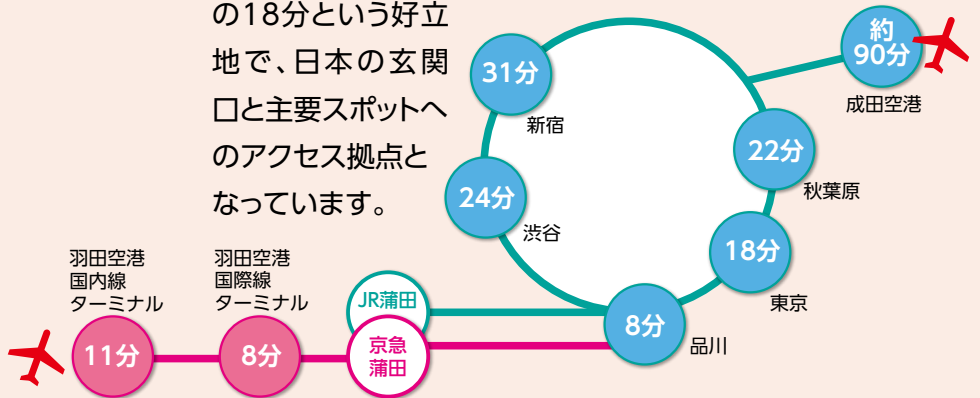 の18分という好立
地で、日本の玄関
口と主要スポットへ
のアクセス拠点と
なっています。
31分
新宿
約
90分
成田空港
22分
秋葉原
24分
渋谷
18分
東京
8分
品川
羽田空港
国内線
ターミナル
11分
羽田空港
国際線
ターミナル
8分
JR蒲田
京急
蒲田